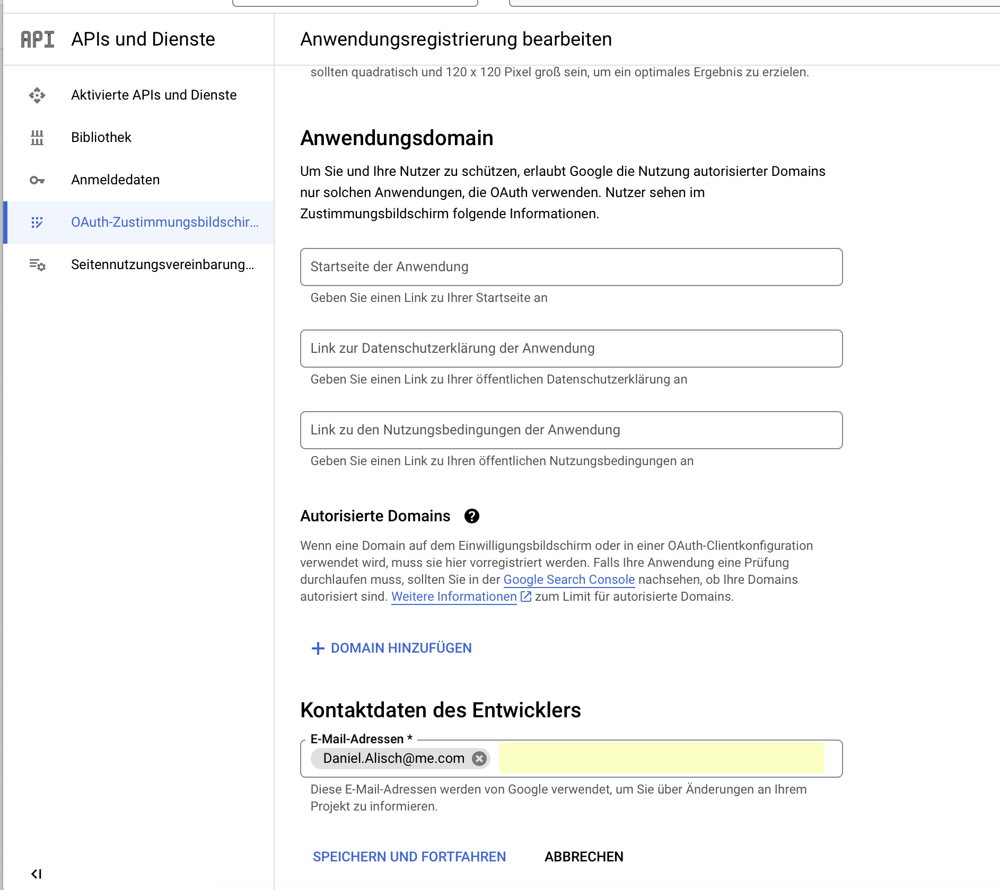 API APIs und Dienste
Anwendungsregistrierung bearbeiten
Aktivierte APIs und Dienste
Bibliothek
Anmeldedaten
OAuth-Zustimmungsbildschir...
Seitennutzungsvereinbarung...
sollten quadratisch und 120 x 120 Pixel groß sein, um ein optimales Ergebnis zu erzielen.
Anwendungsdomain
Um Sie und Ihre Nutzer zu schützen, erlaubt Google die Nutzung autorisierter Domains
nur solchen Anwendungen, die OAuth verwenden. Nutzer sehen im
Zustimmungsbildschirm folgende Informationen.
Startseite der Anwendung
Geben Sie einen Link zu Ihrer Startseite an
Link zur Datenschutzerklärung der Anwendung
Geben Sie einen Link zu Ihrer öffentlichen Datenschutzerklärung an
Link zu den Nutzungsbedingungen der Anwendung
Geben Sie einen Link zu Ihren öffentlichen Nutzungsbedingungen an
Autorisierte Domains
Wenn eine Domain auf dem Einwilligungsbildschirm oder in einer OAuth-Clientkonfiguration
verwendet wird, muss sie hier vorregistriert werden. Falls Ihre Anwendung eine Prüfung
durchlaufen muss, sollten Sie in der Google Search Console nachsehen, ob Ihre Domains
autorisiert sind. Weitere Informationen zum Limit für autorisierte Domains.
+ DOMAIN HINZUFÜGEN
Kontaktdaten des Entwicklers
E-Mail-Adressen *
Daniel.Alisch@me.com
Diese E-Mail-Adressen werden von Google verwendet, um Sie über Änderungen an Ihrem
Projekt zu informieren.
SPEICHERN UND FORTFAHREN ABBRECHEN